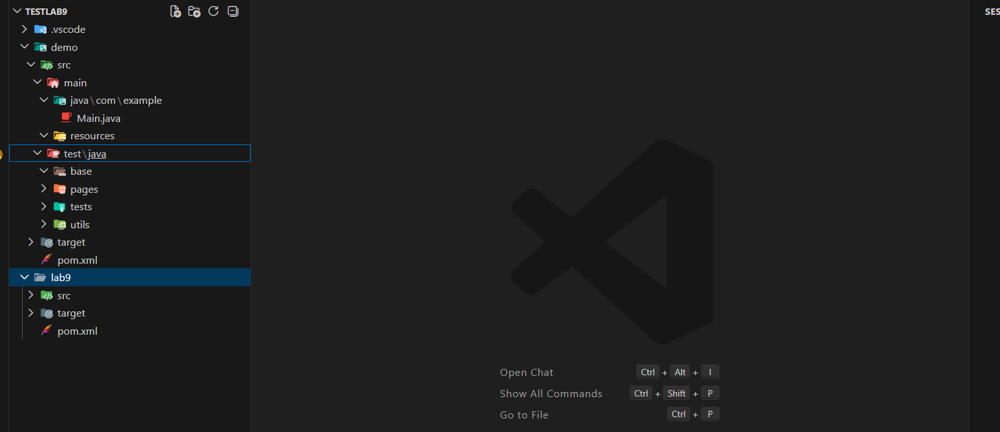 TESTLAB9
SES
.vscode
demo
src
main
java\com\example
Main.java
resources
test\java
base
pages
tests
utils
target
pom.xml
lab9
src
target
pom.xml
Open Chat Ctrl + Alt + I
Show All Commands Ctrl + Shift + P
Go to File Ctrl + P